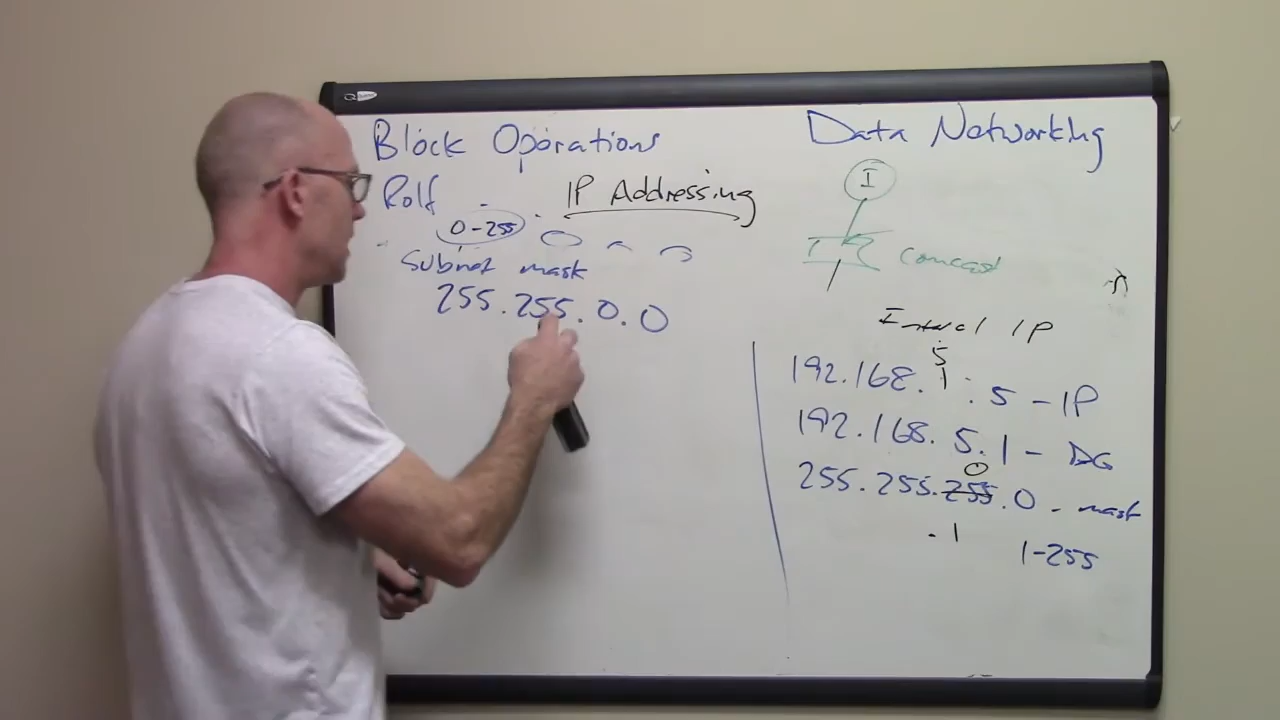 Block Operations
Rolf
IP Addressing
0-255
Subnet mask
255.255.0.0
Data Networking
I
comcast
Internal IP
5
192.168.1.5 - IP
192.168.5.1 - DG
0
255.255.255.0 - mask
.1
1-255